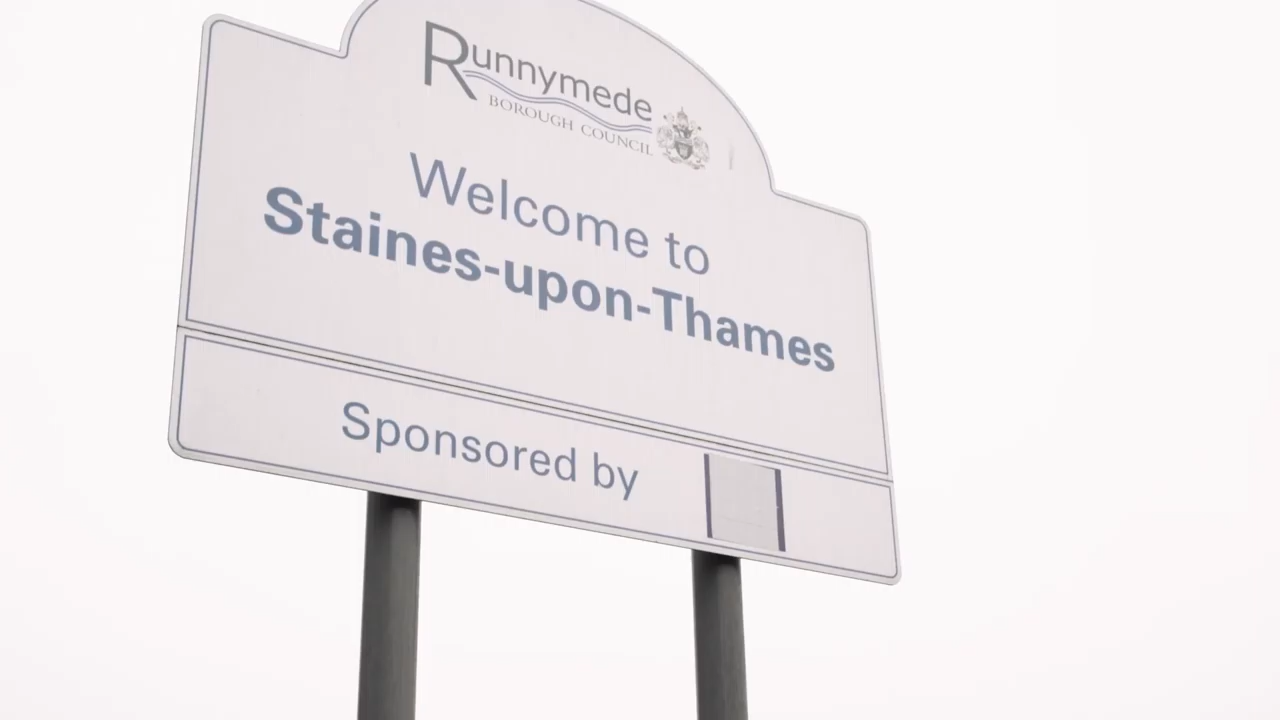 Runnymede
BOROUGH COUNCIL
Welcome to
Staines-upon-Thames
Sponsored by